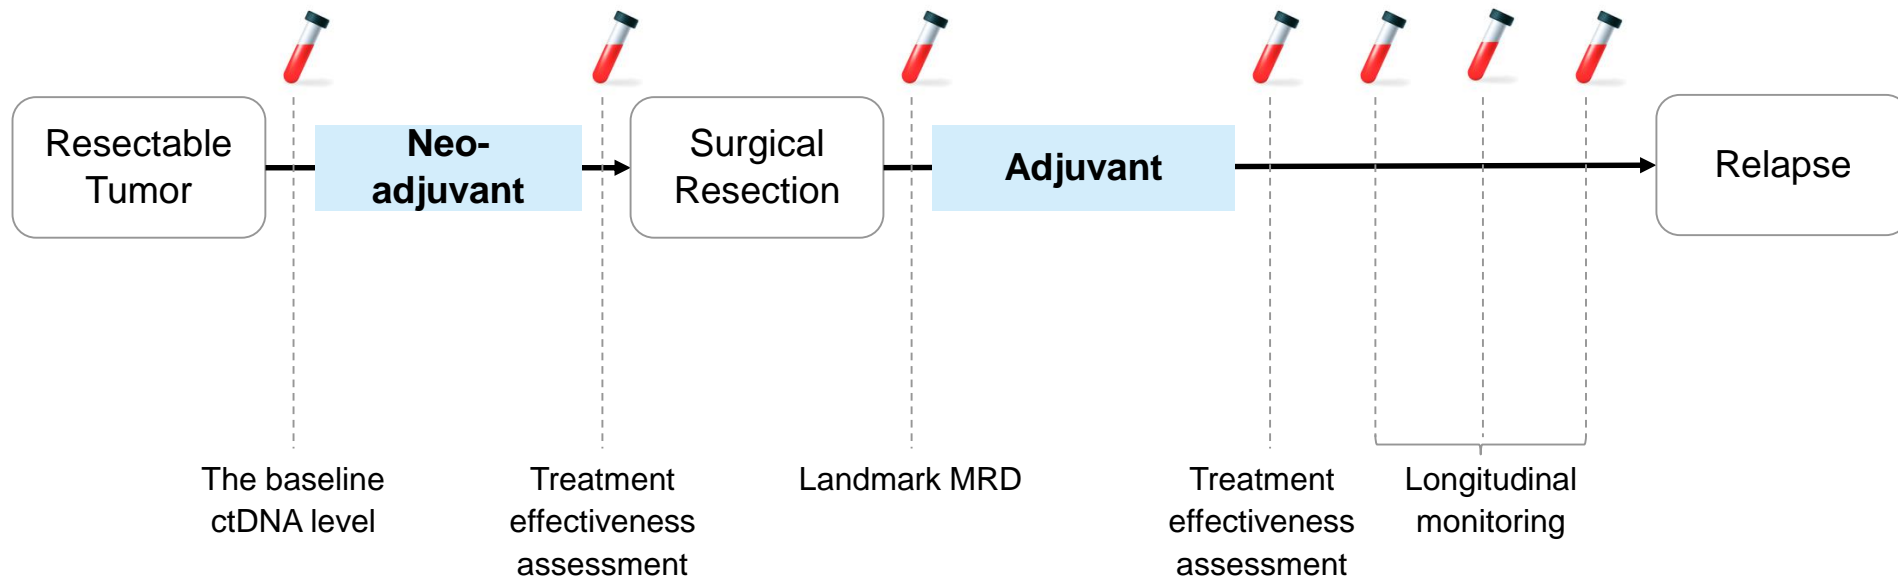 Resectable
Tumor
Neo-
adjuvant
Surgical
Resection
Adjuvant
Relapse
The baseline
ctDNA level
Treatment
effectiveness
assessment
Landmark MRD
Treatment
effectiveness
assessment
Longitudinal
monitoring